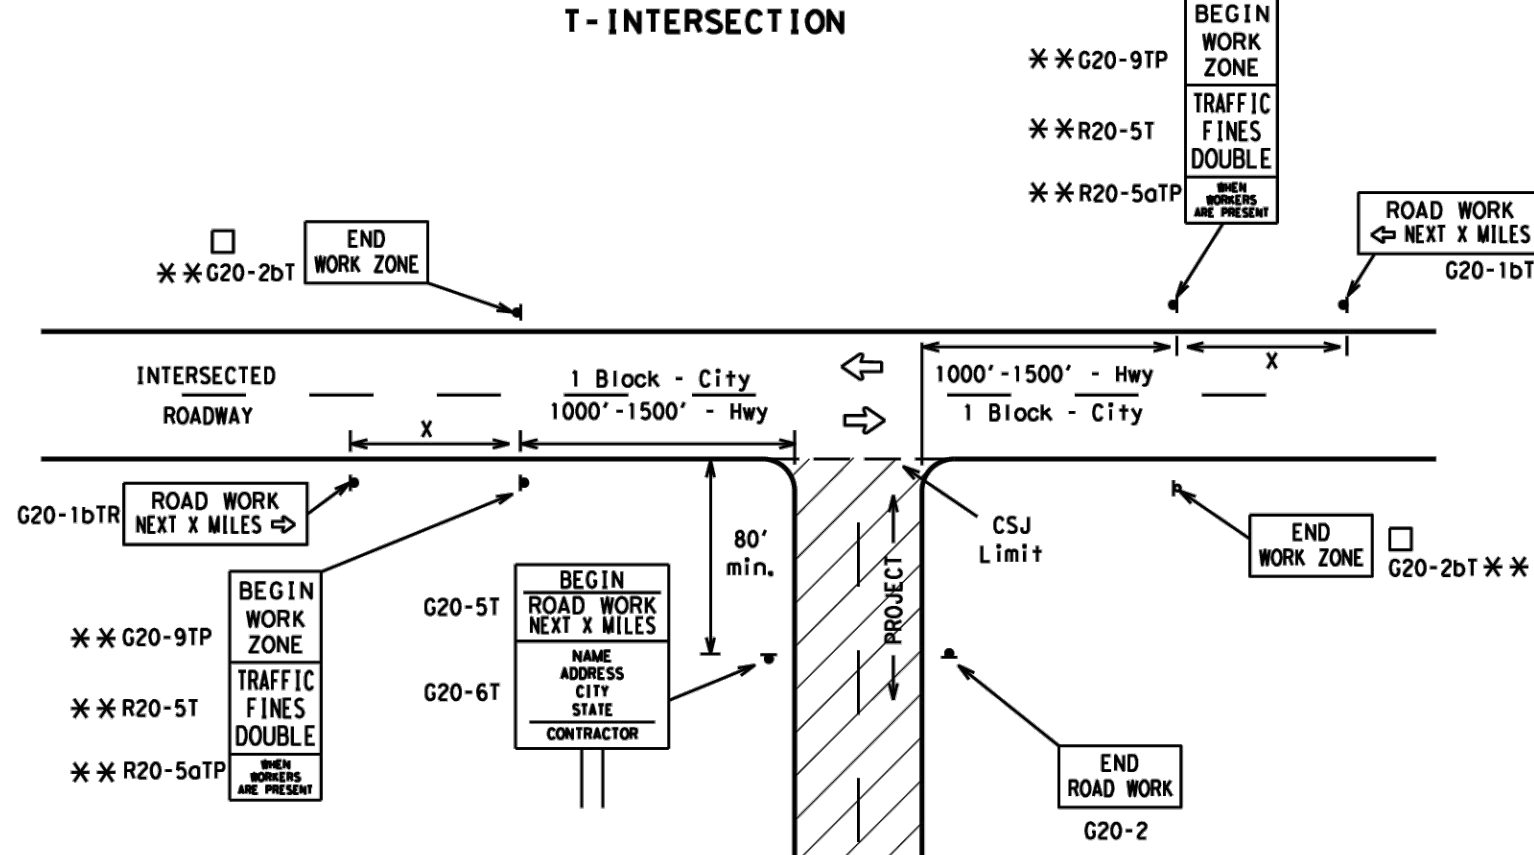 T-INTERSECTION
BEGIN
WORK
ZONE
**G20-9TP
TRAFFIC
FINES
DOUBLE
**R20-5T
WHEN
WORKERS
ARE PRESENT
**R20-5aTP
ROAD WORK
⇦ NEXT X MILES
G20-1bT
END
WORK ZONE
□
**G20-2bT
INTERSECTED
ROADWAY
1 Block - City
1000' -1500' - Hwy
1000' -1500' - Hwy
1 Block - City
X
X
ROAD WORK
NEXT X MILES ⇨
G20-1bTR
80'
min.
CSJ
Limit
PROJECT
END
WORK ZONE
□
G20-2bT**
BEGIN
WORK
ZONE
**G20-9TP
TRAFFIC
FINES
DOUBLE
**R20-5T
WHEN
WORKERS
ARE PRESENT
**R20-5aTP
G20-5T
BEGIN
ROAD WORK
NEXT X MILES
G20-6T
NAME
ADDRESS
CITY
STATE
CONTRACTOR
END
ROAD WORK
G20-2